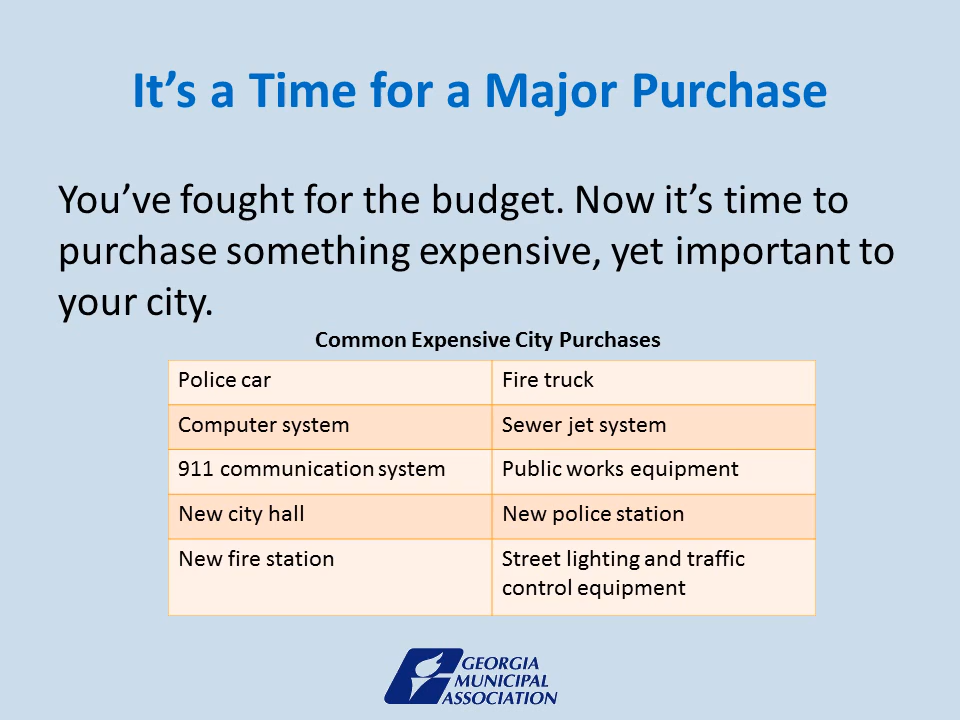 It’s a Time for a Major Purchase
You’ve fought for the budget. Now it’s time to
purchase something expensive, yet important to
your city.
Common Expensive City Purchases
Police car
Fire truck
Computer system
Sewer jet system
911 communication system
Public works equipment
New city hall
New police station
New fire station
Street lighting and traffic
control equipment
GEORGIA
MUNICIPAL
ASSOCIATION